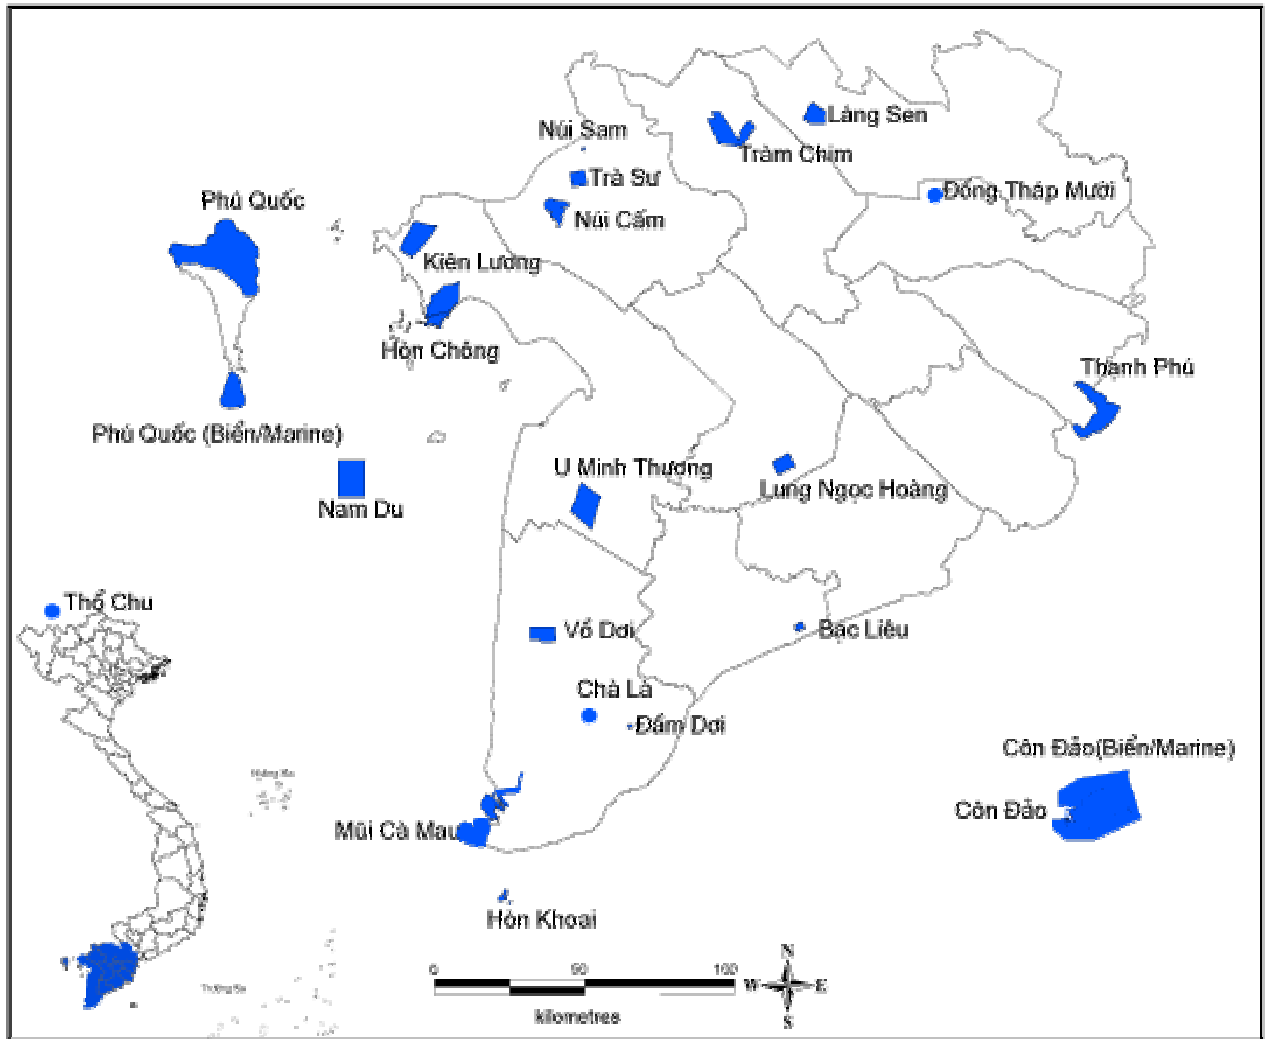 Láng Sen
Núi Sam
Tràm Chim
Trà Sư
Đồng Tháp Mười
Phú Quốc
Núi Cấm
Kiên Lương
Hòn Chông
Thạnh Phú
Phú Quốc (Biển/Marine)
U Minh Thượng
Lung Ngọc Hoàng
Nam Du
Thổ Chu
Vồ Dơi
Bạc Liêu
Chà Là
Đầm Dơi
Côn Đảo(Biển/Marine)
Côn Đảo
Mũi Cà Mau
Hòn Khoai
N
0 50 100
W E
Trường Sa
S
kilometres